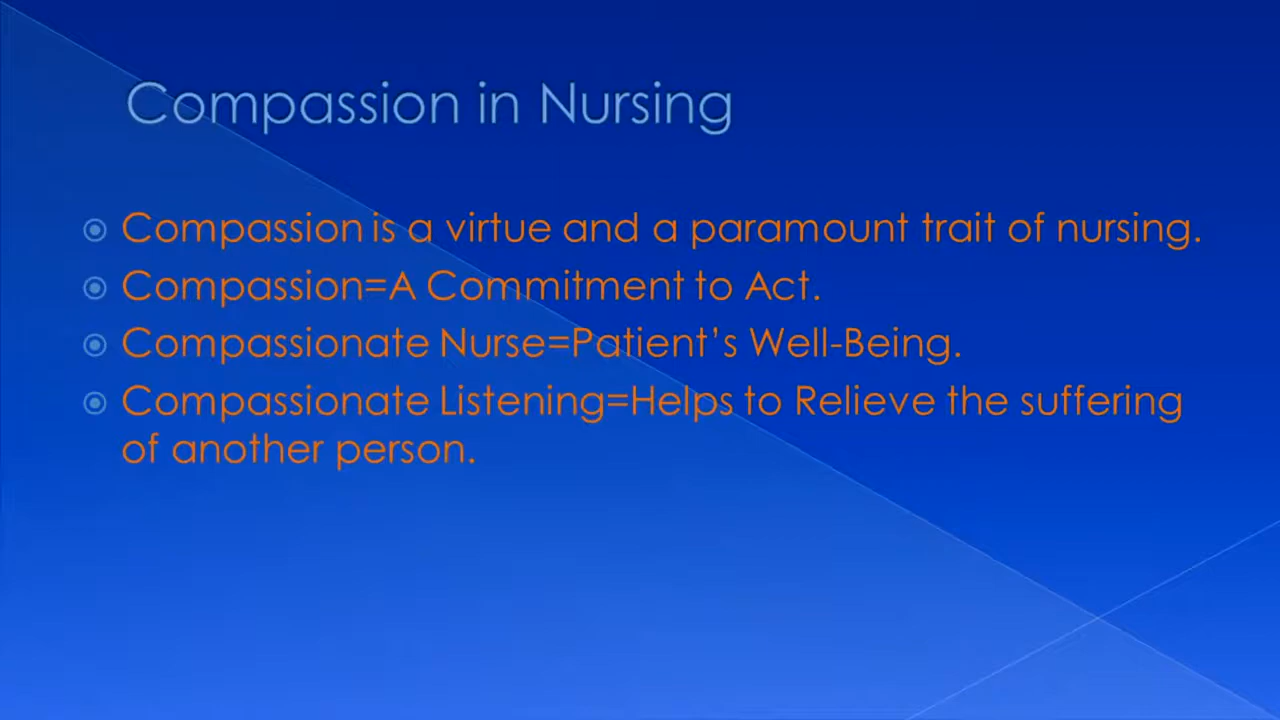 Compassion in Nursing
Compassion is a virtue and a paramount trait of nursing.
Compassion=A Commitment to Act.
Compassionate Nurse=Patient’s Well-Being.
Compassionate Listening=Helps to Relieve the suffering
of another person.